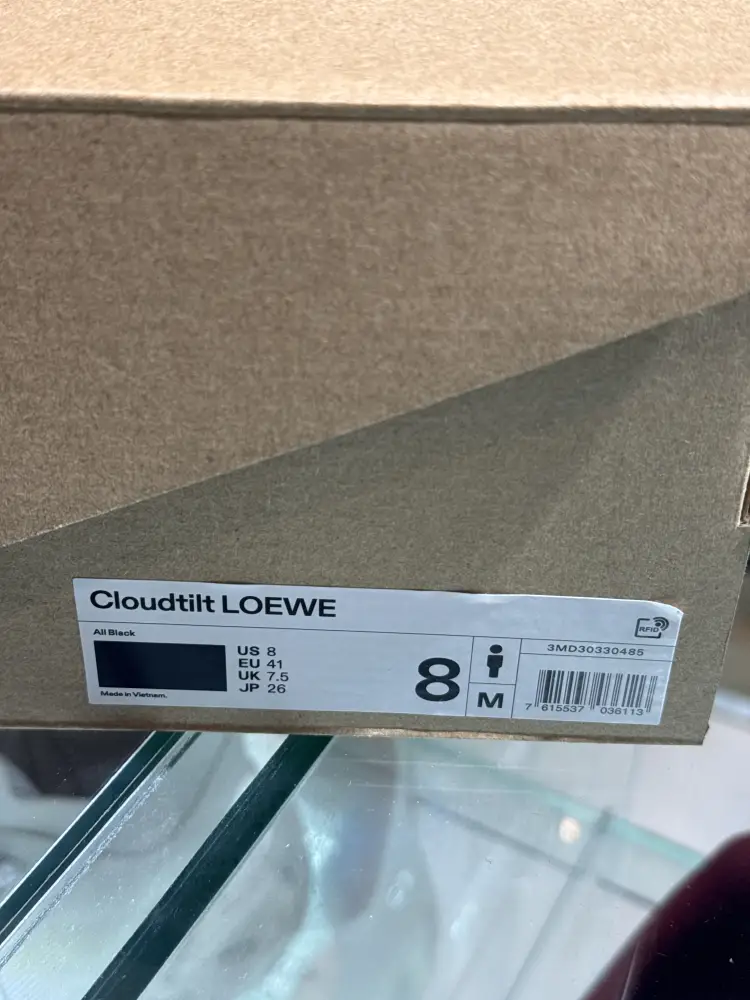 Cloudtilt LOEWE
RFID
All Black
US 8
EU 41
UK 7.5
JP 26
Made in Vietnam.
8
M
3MD30330485
7 615537 036113